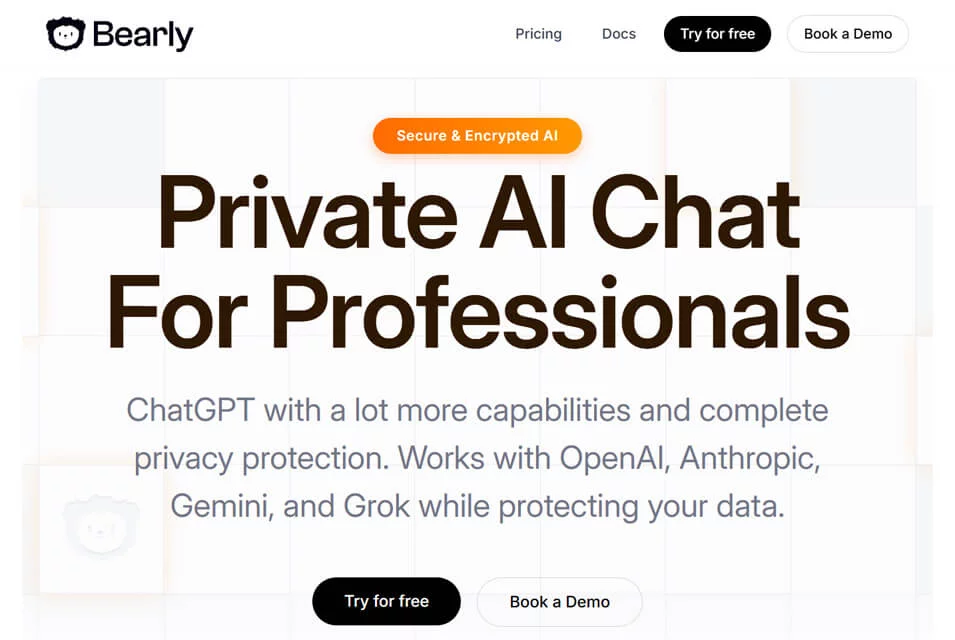 Bearly
Pricing
Docs
Try for free
Book a Demo
Secure & Encrypted AI
Private AI Chat
For Professionals
ChatGPT with a lot more capabilities and complete
privacy protection. Works with OpenAI, Anthropic,
Gemini, and Grok while protecting your data.
Try for free
Book a Demo